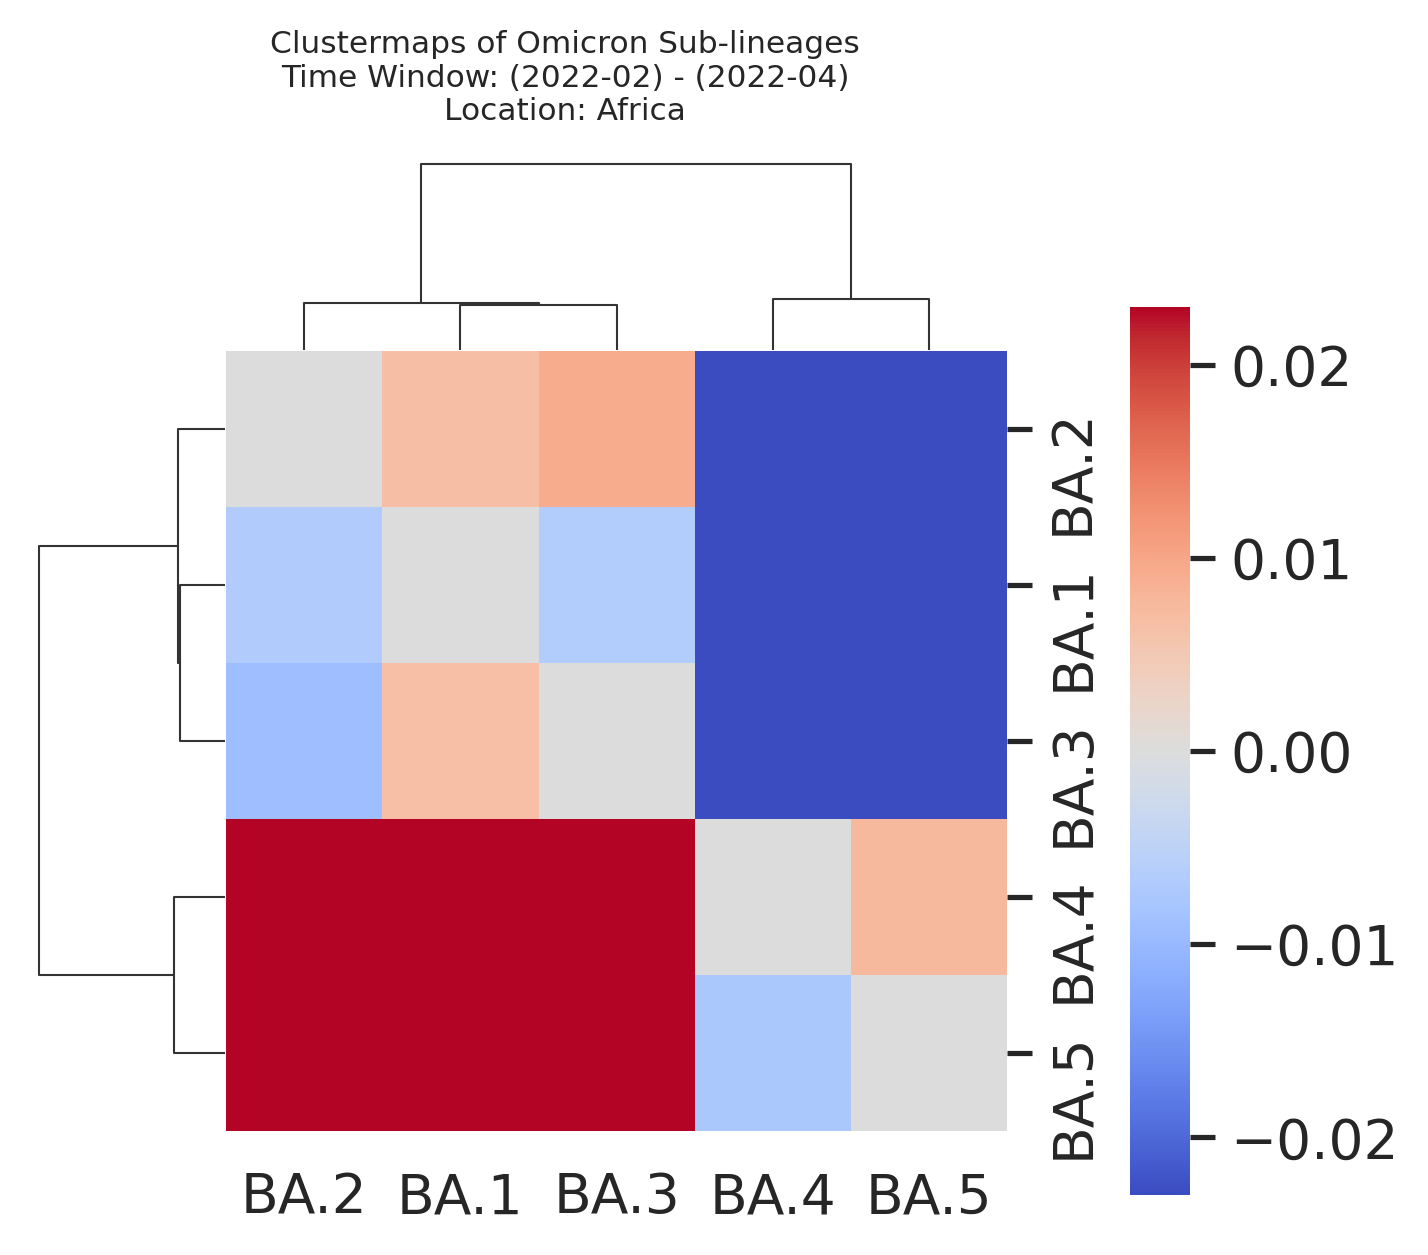 Clustermaps of Omicron Sub-lineages
Time Window: (2022-02) - (2022-04)
Location: Africa
BA.2
BA.1
BA.3
BA.4
BA.5
BA.2 BA.1 BA.3 BA.4 BA.5
0.02
0.01
0.00
−0.01
−0.02